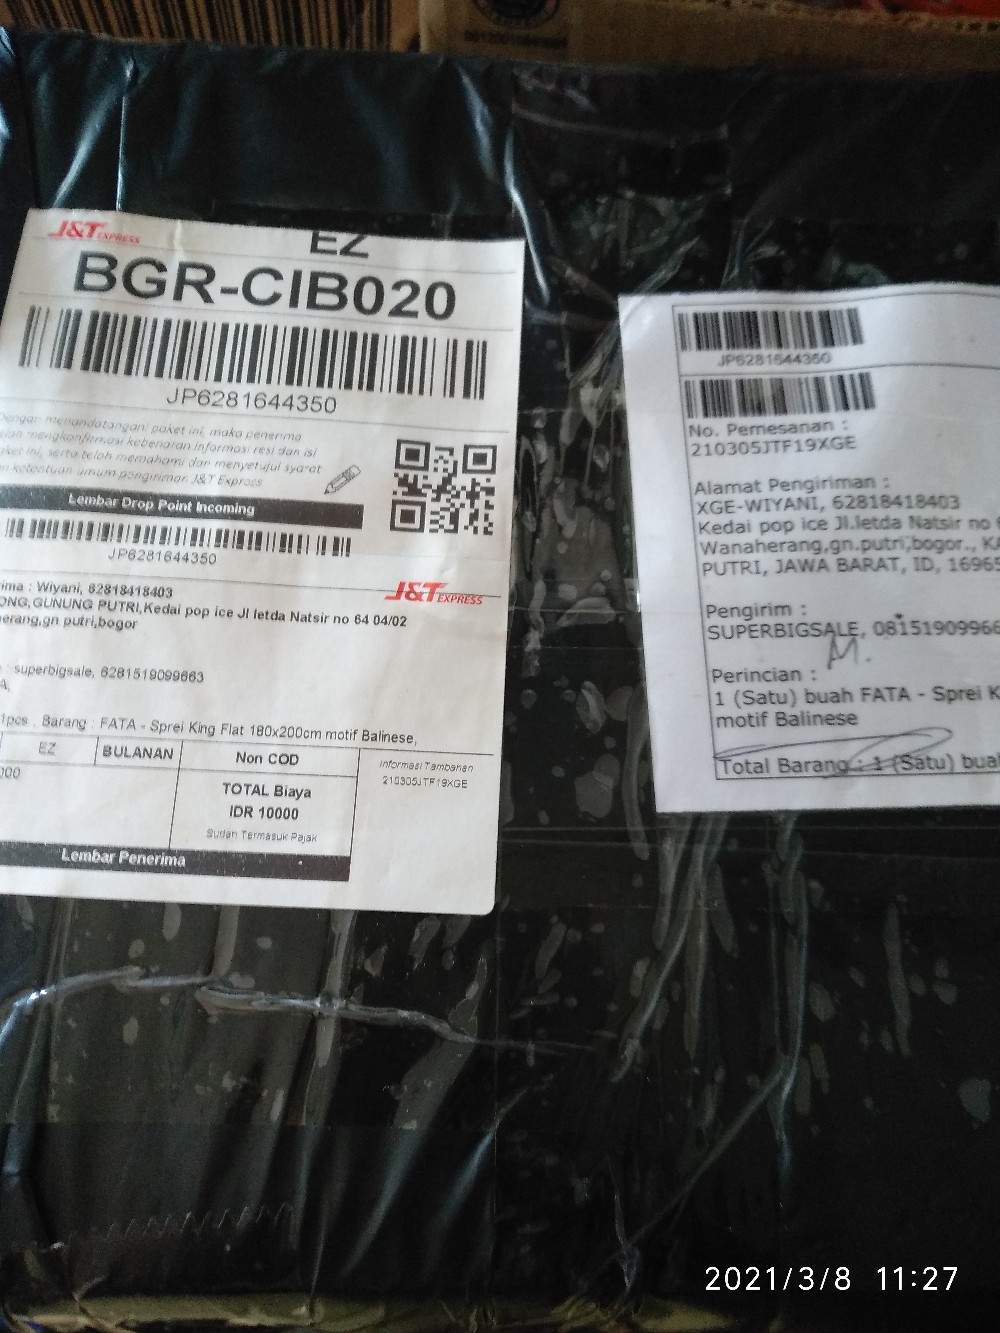 J&T EXPRESS
EZ
BGR-CIB020
JP6281644350
Dengan menandatangani paket ini, maka penerima
mengkonfirmasi kebenaran informasi resi dan isi
paket ini, serta telah memahami dan menyetujui syarat
ketentuan umum pengiriman J&T Express
Lembar Drop Point Incoming
JP6281644350
ima : Wiyani, 62818418403
J&T EXPRESS
ONG,GUNUNG PUTRI,Kedai pop ice Jl letda Natsir no 64 04/02
erang,gn putri,bogor
: superbigsale, 6281519099663
A,
1pcs , Barang : FATA - Sprei King Flat 180x200cm motif Balinese,
EZ
BULANAN
Non COD
Informasi Tambahan
210305JTF19XGE
000
TOTAL Biaya
IDR 10000
Sudah Termasuk Pajak
Lembar Penerima
JP6281644350
No. Pemesanan :
210305JTF19XGE
Alamat Pengiriman :
XGE-WIYANI, 62818418403
Kedai pop ice Jl.letda Natsir no
Wanaherang,gn.putri,bogor., KA
PUTRI, JAWA BARAT, ID, 16965
Pengirim :
SUPERBIGSALE, 0815190996
Perincian :
1 (Satu) buah FATA - Sprei K
motif Balinese
Total Barang : 1 (Satu) bua
2021/3/8 11:27